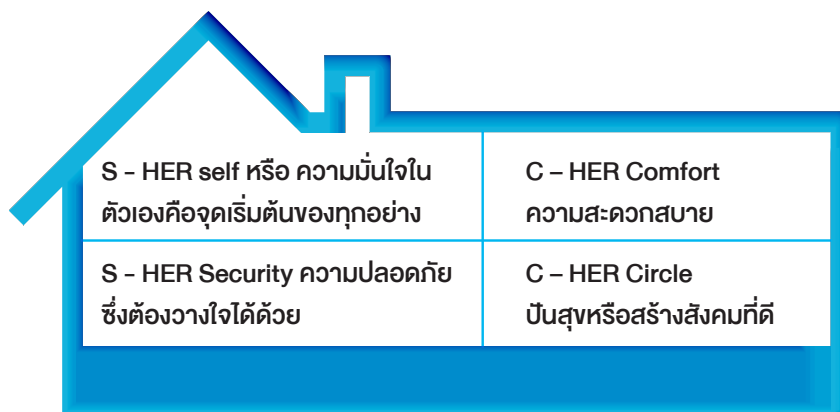 S - HER self หรือ ความมั่นใจใน
ตัวเองคือจุดเริ่มต้นของทุกอย่าง
C – HER Comfort
ความสะดวกสบาย
S - HER Security ความปลอดภัย
ซึ่งต้องวางใจได้ด้วย
C – HER Circle
ปันสุขหรือสร้างสังคมที่ดี